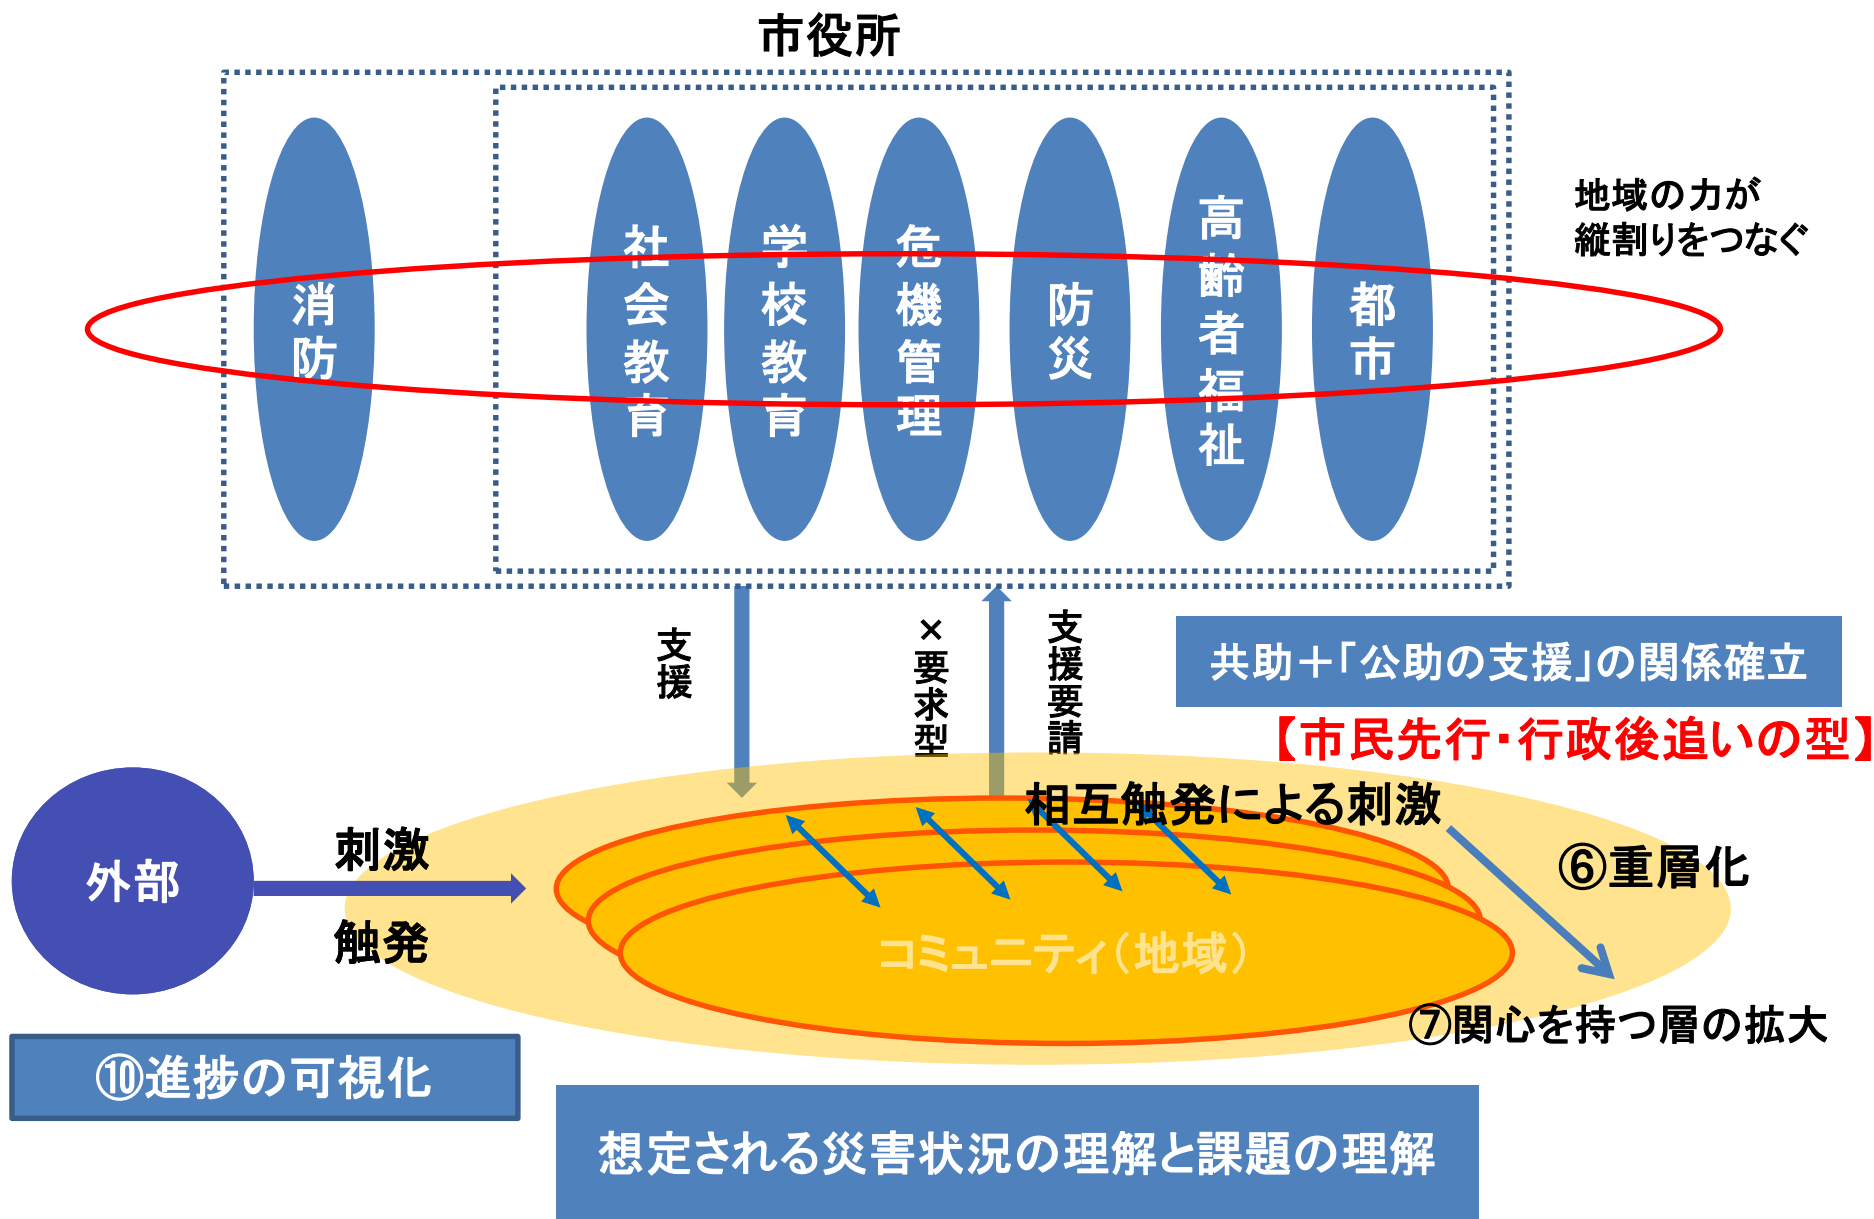 市役所
地域の力が
縦割りをつなぐ
消防
社会教育
学校教育
危機管理
防災
高齢者福祉
都市
支援
×要求型
支援要請
共助＋「公助の支援」の関係確立
【市民先行・行政後追いの型】
相互触発による刺激
外部
刺激
触発
⑥重層化
コミュニティ（地域）
⑦関心を持つ層の拡大
⑩進捗の可視化
想定される災害状況の理解と課題の理解